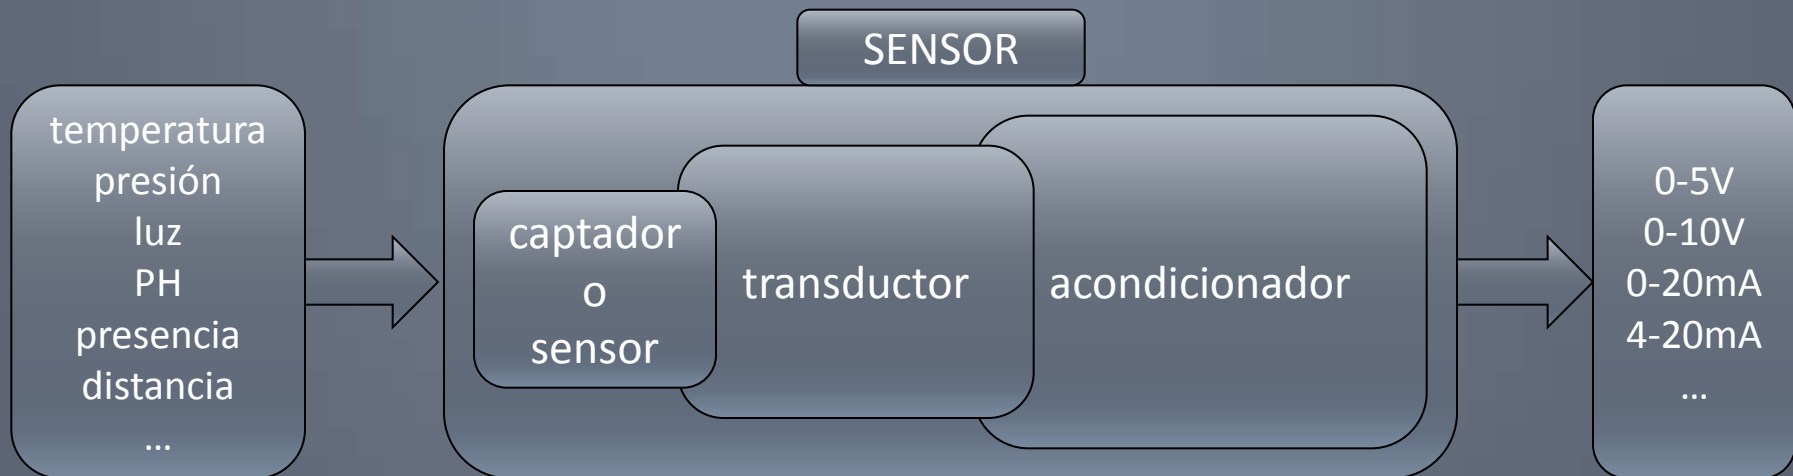 SENSOR
temperatura
presión
luz
PH
presencia
distancia
...
captador
o
sensor
transductor
acondicionador
0-5V
0-10V
0-20mA
4-20mA
...